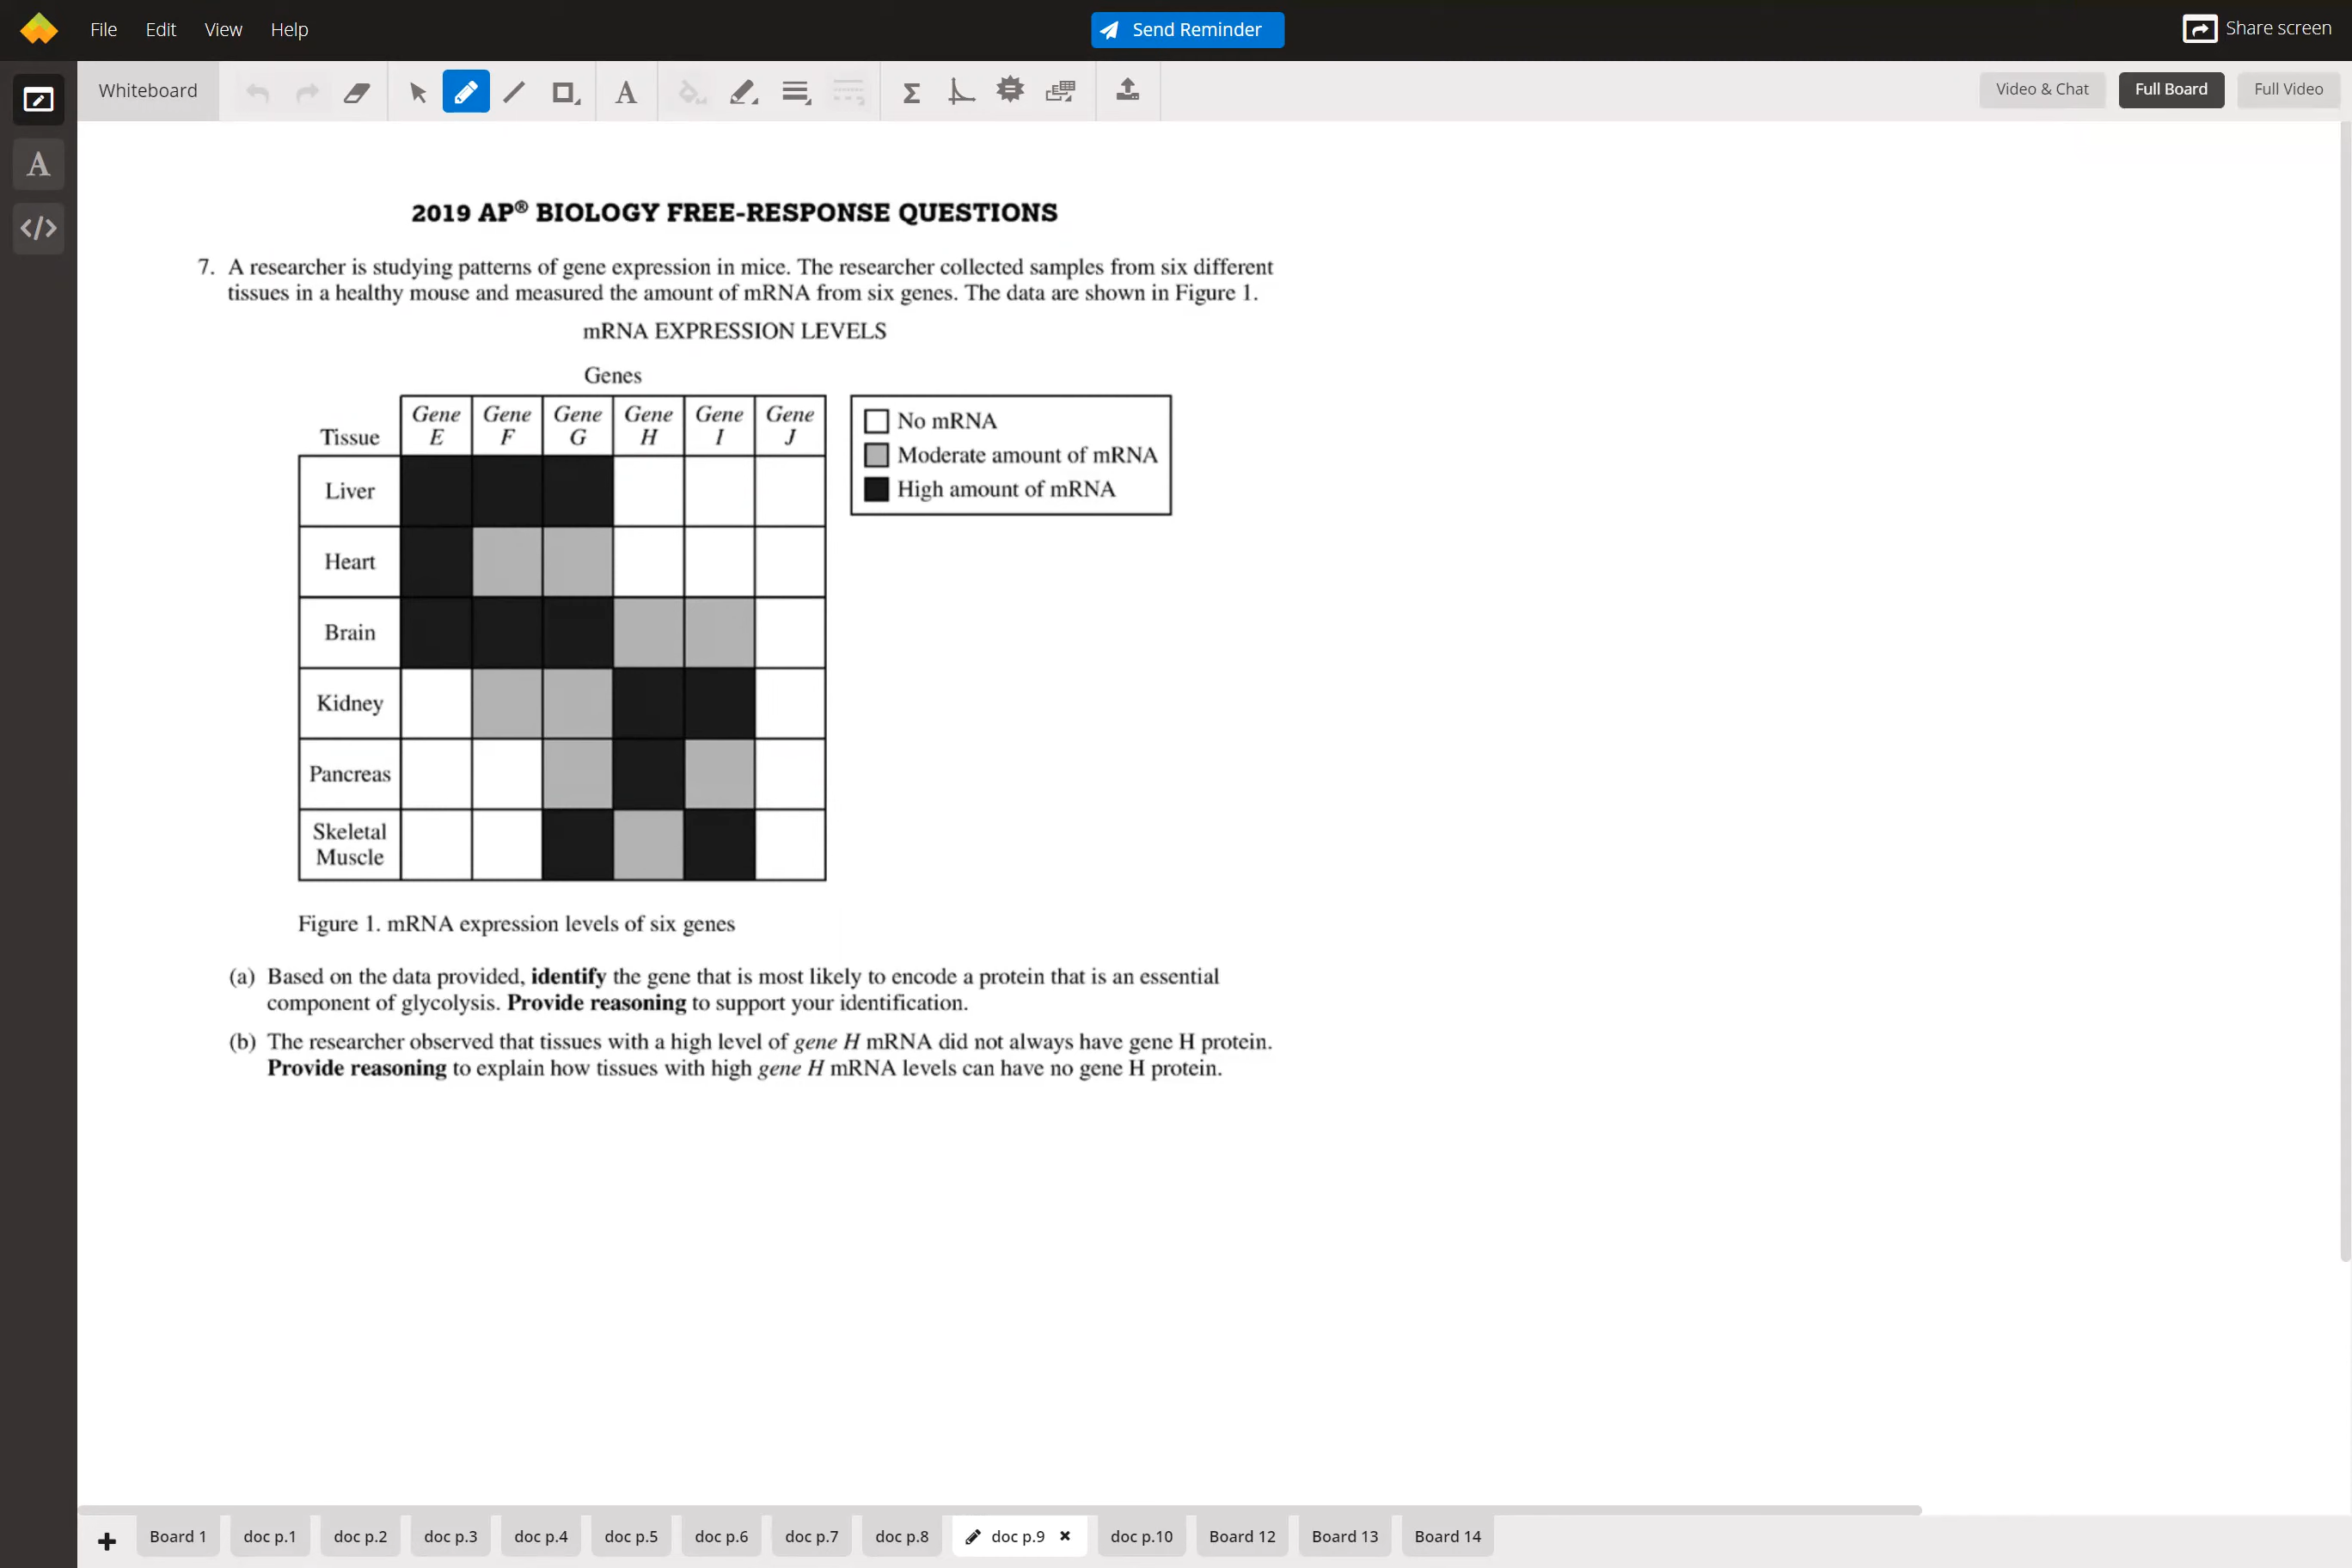 File Edit View Help Send Reminder Share screen
Whiteboard A Σ Video & Chat Full Board Full Video
A
</>
2019 AP® BIOLOGY FREE-RESPONSE QUESTIONS
7. A researcher is studying patterns of gene expression in mice. The researcher collected samples from six different
tissues in a healthy mouse and measured the amount of mRNA from six genes. The data are shown in Figure 1.
mRNA EXPRESSION LEVELS
Genes
Tissue Gene E Gene F Gene G Gene H Gene I Gene J
No mRNA
Moderate amount of mRNA
High amount of mRNA
Liver
Heart
Brain
Kidney
Pancreas
Skeletal
Muscle
Figure 1. mRNA expression levels of six genes
(a) Based on the data provided, identify the gene that is most likely to encode a protein that is an essential
component of glycolysis. Provide reasoning to support your identification.
(b) The researcher observed that tissues with a high level of gene H mRNA did not always have gene H protein.
Provide reasoning to explain how tissues with high gene H mRNA levels can have no gene H protein.
Board 1 doc p.1 doc p.2 doc p.3 doc p.4 doc p.5 doc p.6 doc p.7 doc p.8 doc p.9 doc p.10 Board 12 Board 13 Board 14